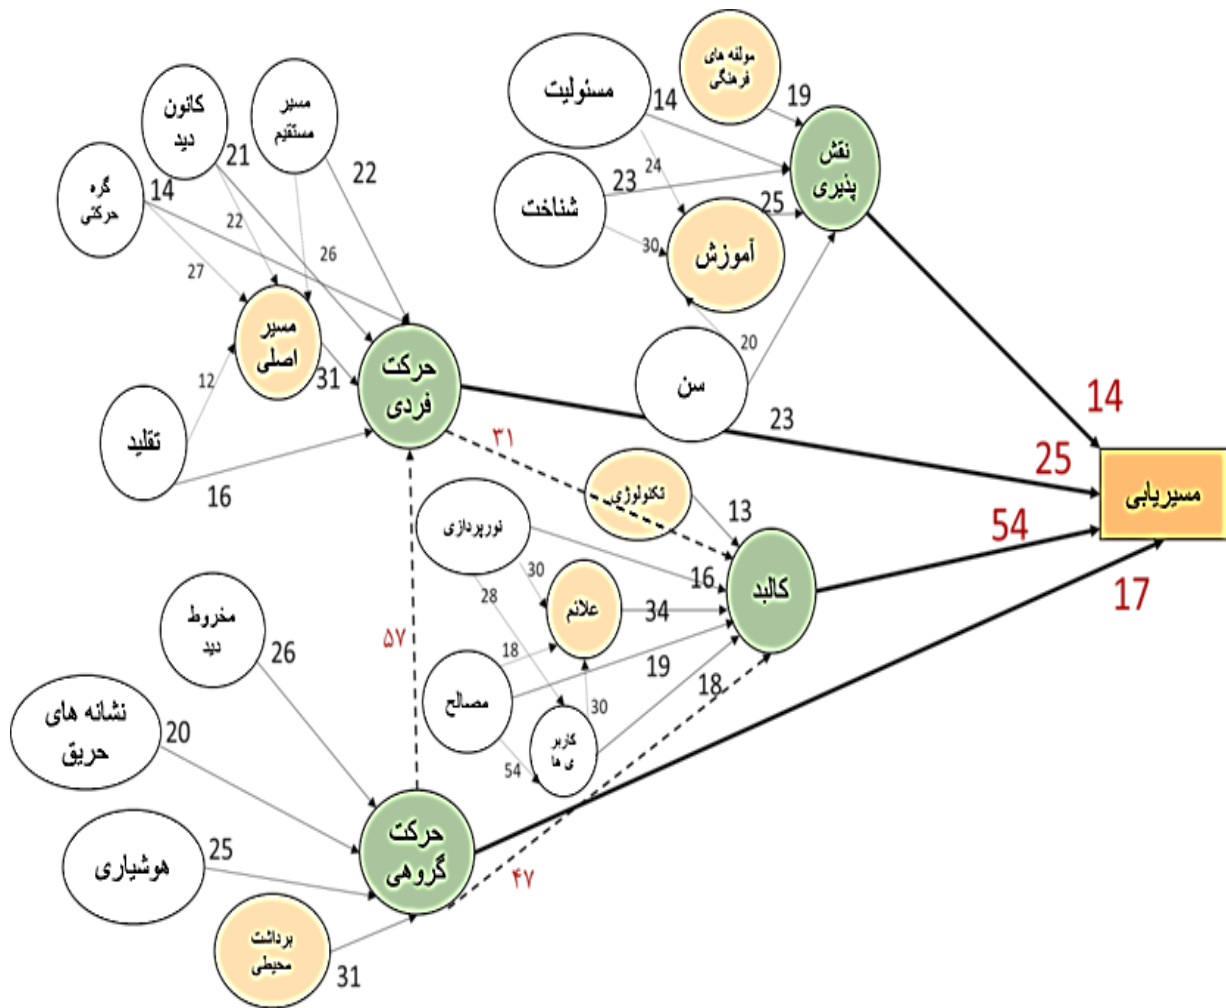 مولفه های
فرهنگی
19
مسئولیت
14
نقش
پذیری
24
شناخت
23
25
آموزش
30
20
سن
14
کانون
دید
21
مسیر
مستقیم
22
گره
حرکتی
14
22
26
27
مسیر
اصلی
31
12
تقلید
16
حرکت
فردی
23
25
۳۱
مسیریابی
تکنولوژی
13
نورپردازی
16
54
کالبد
30
28
علائم
34
17
18
مصالح
19
18
30
کاربر
ی ها
54
۵۷
مخروط
دید
26
نشانه های
حریق
20
حرکت
گروهی
هوشیاری
25
۴۷
برداشت
محیطی
31